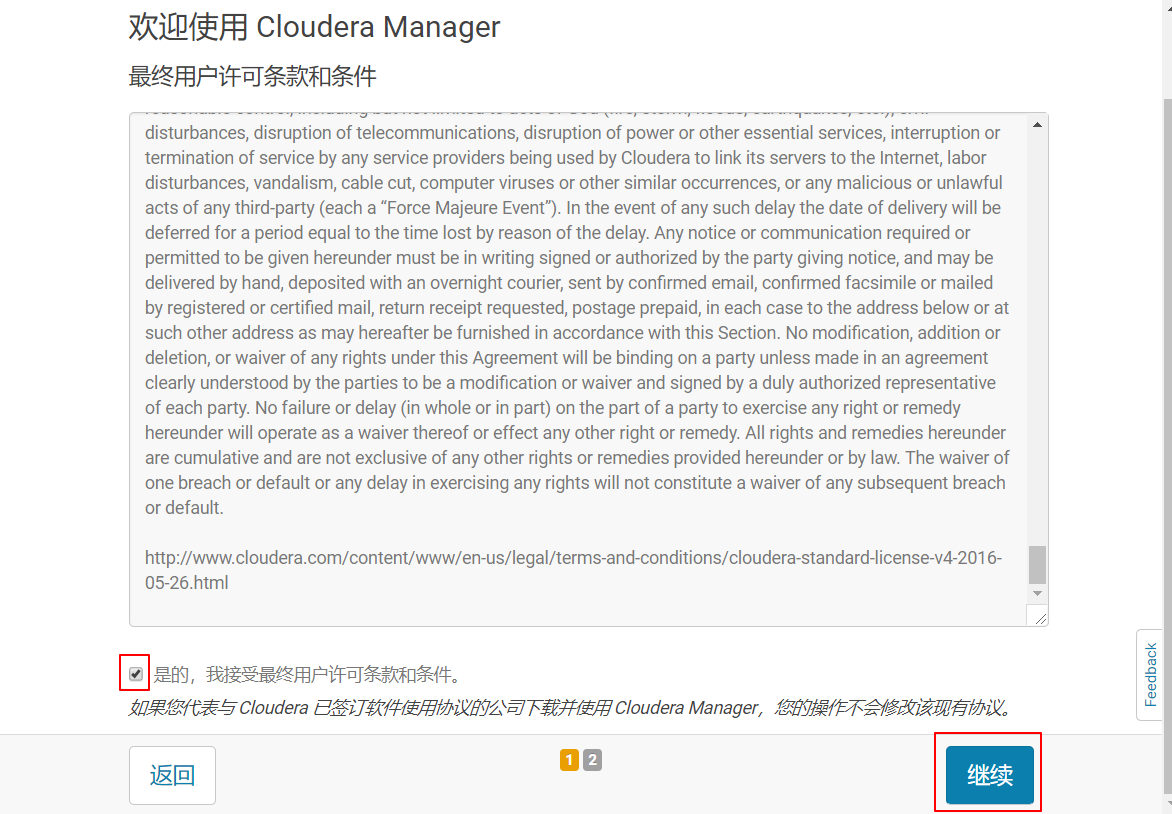 欢迎使用 Cloudera Manager
最终用户许可条款和条件
disturbances, disruption of telecommunications, disruption of power or other essential services, interruption or
termination of service by any service providers being used by Cloudera to link its servers to the Internet, labor
disturbances, vandalism, cable cut, computer viruses or other similar occurrences, or any malicious or unlawful
acts of any third-party (each a “Force Majeure Event”). In the event of any such delay the date of delivery will be
deferred for a period equal to the time lost by reason of the delay. Any notice or communication required or
permitted to be given hereunder must be in writing signed or authorized by the party giving notice, and may be
delivered by hand, deposited with an overnight courier, sent by confirmed email, confirmed facsimile or mailed
by registered or certified mail, return receipt requested, postage prepaid, in each case to the address below or at
such other address as may hereafter be furnished in accordance with this Section. No modification, addition or
deletion, or waiver of any rights under this Agreement will be binding on a party unless made in an agreement
clearly understood by the parties to be a modification or waiver and signed by a duly authorized representative
of each party. No failure or delay (in whole or in part) on the part of a party to exercise any right or remedy
hereunder will operate as a waiver thereof or effect any other right or remedy. All rights and remedies hereunder
are cumulative and are not exclusive of any other rights or remedies provided hereunder or by law. The waiver of
one breach or default or any delay in exercising any rights will not constitute a waiver of any subsequent breach
or default.
http://www.cloudera.com/content/www/en-us/legal/terms-and-conditions/cloudera-standard-license-v4-2016-
05-26.html
是的，我接受最终用户许可条款和条件。
如果您代表与 Cloudera 已签订软件使用协议的公司下载并使用 Cloudera Manager，您的操作不会修改该现有协议。
Feedback
返回
1 2
继续